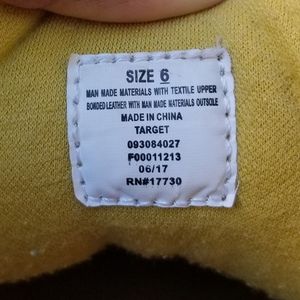 SIZE 6
MAN MADE MATERIALS WITH TEXTILE UPPER
BONDED LEATHER WITH MAN MADE MATERIALS OUTSOLE
MADE IN CHINA
TARGET
093084027
F00011213
06/17
RN#17730